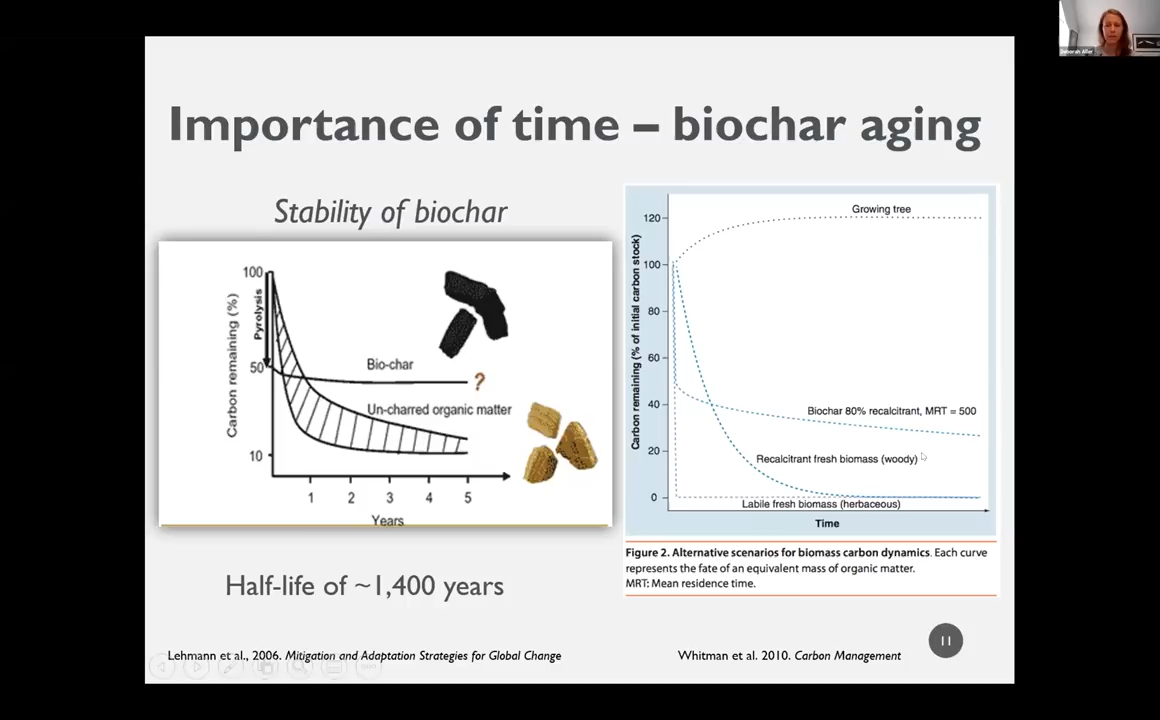 Deborah Aller
Importance of time – biochar aging
Stability of biochar
100
50
10
Carbon remaining (%)
Pyrolysis
Bio-char
?
Un-charred organic matter
1 2 3 4 5
Years
Half-life of ~1,400 years
Lehmann et al., 2006. Mitigation and Adaptation Strategies for Global Change
Carbon remaining (% of initial carbon stock)
120
100
80
60
40
20
0
Growing tree
Biochar 80% recalcitrant, MRT = 500
Recalcitrant fresh biomass (woody)
Labile fresh biomass (herbaceous)
Time
Figure 2. Alternative scenarios for biomass carbon dynamics. Each curve
represents the fate of an equivalent mass of organic matter.
MRT: Mean residence time.
11
Whitman et al. 2010. Carbon Management